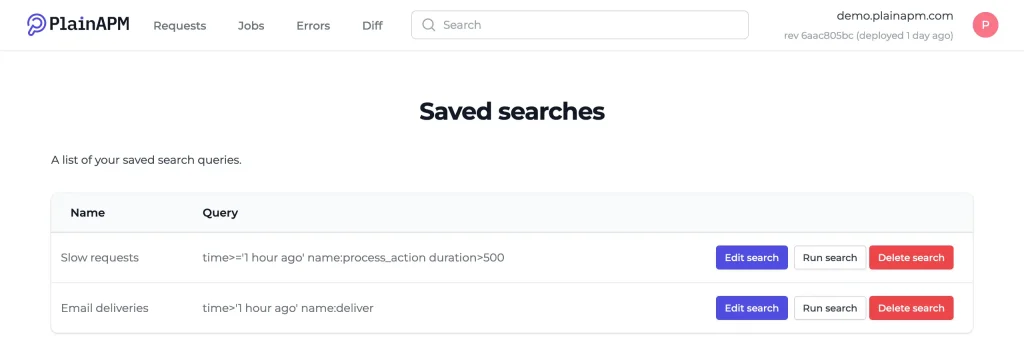 PlainAPM Requests Jobs Errors Diff Search demo.plainapm.com P
rev 6aac805bc (deployed 1 day ago)
Saved searches
A list of your saved search queries.
Name Query
Slow requests time>='1 hour ago' name:process_action duration>500 Edit search Run search Delete search
Email deliveries time>'1 hour ago' name:deliver Edit search Run search Delete search